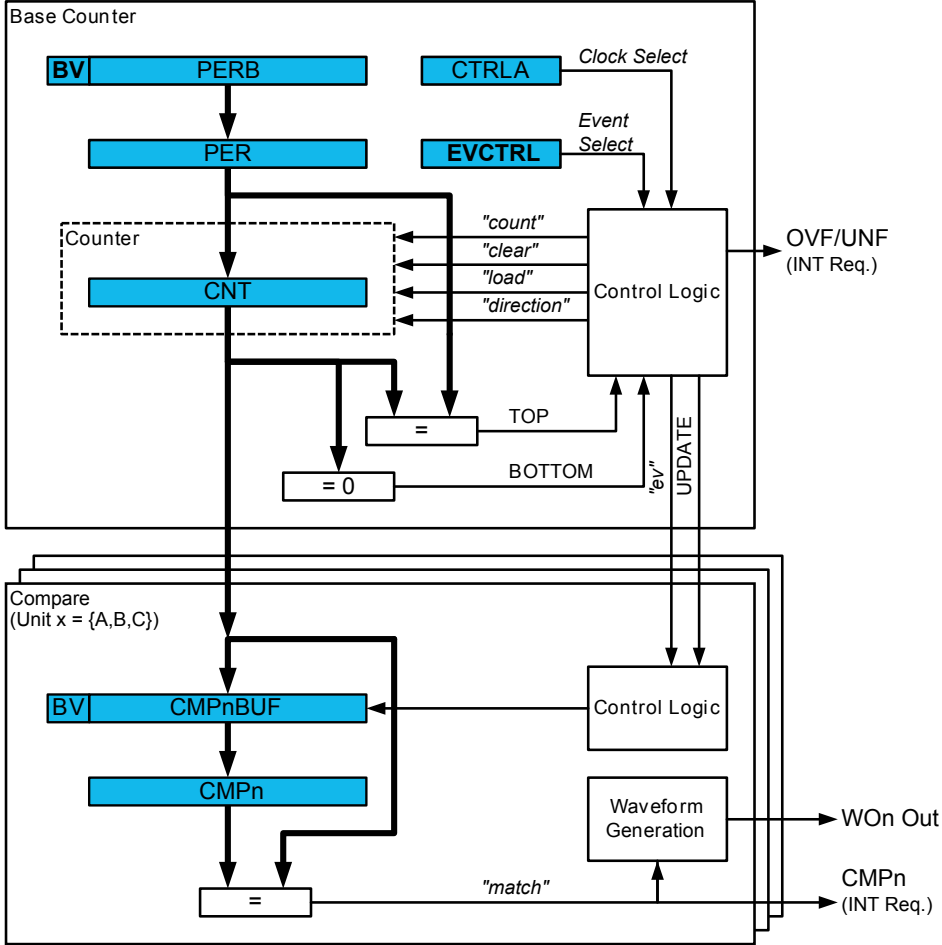 Base Counter
BV
PERB
CTRLA
Clock Select
PER
EVCTRL
Event
Select
Counter
CNT
"count"
"clear"
"load"
"direction"
Control Logic
OVF/UNF
(INT Req.)
=
TOP
= 0
BOTTOM
"ev"
UPDATE
Compare
(Unit x = {A,B,C})
BV
CMPnBUF
Control Logic
CMPn
Waveform
Generation
WOn Out
=
"match"
CMPn
(INT Req.)